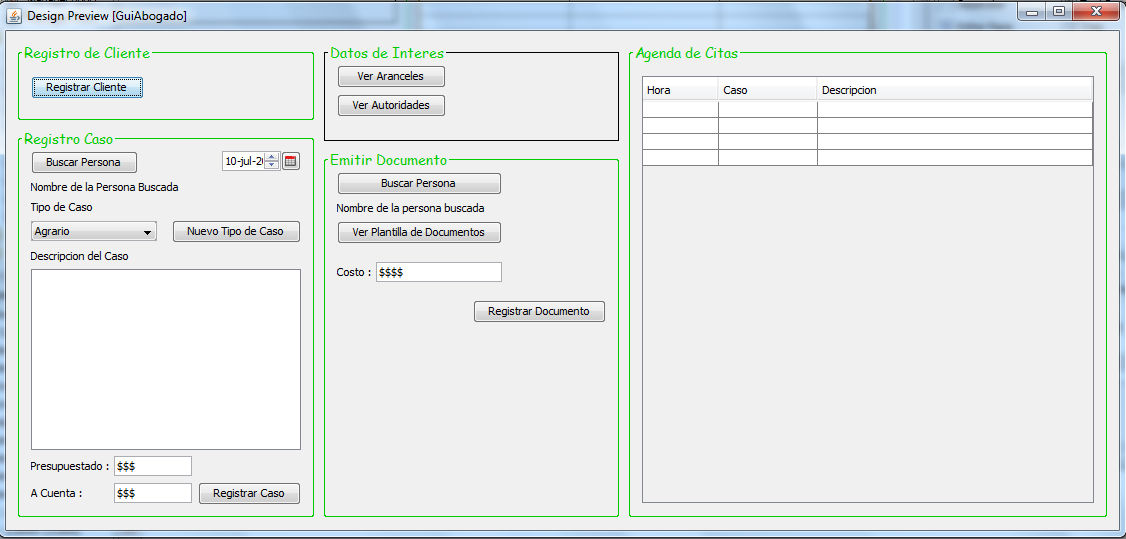 Design Preview [GuiAbogado]
Registro de Cliente
Registrar Cliente
Registro Caso
Buscar Persona
10-jul-20
Nombre de la Persona Buscada
Tipo de Caso
Agrario
Nuevo Tipo de Caso
Descripcion del Caso
Presupuestado : $$$
A Cuenta : $$$
Registrar Caso
Datos de Interes
Ver Aranceles
Ver Autoridades
Emitir Documento
Buscar Persona
Nombre de la persona buscada
Ver Plantilla de Documentos
Costo : $$$$
Registrar Documento
Agenda de Citas
Hora Caso Descripcion